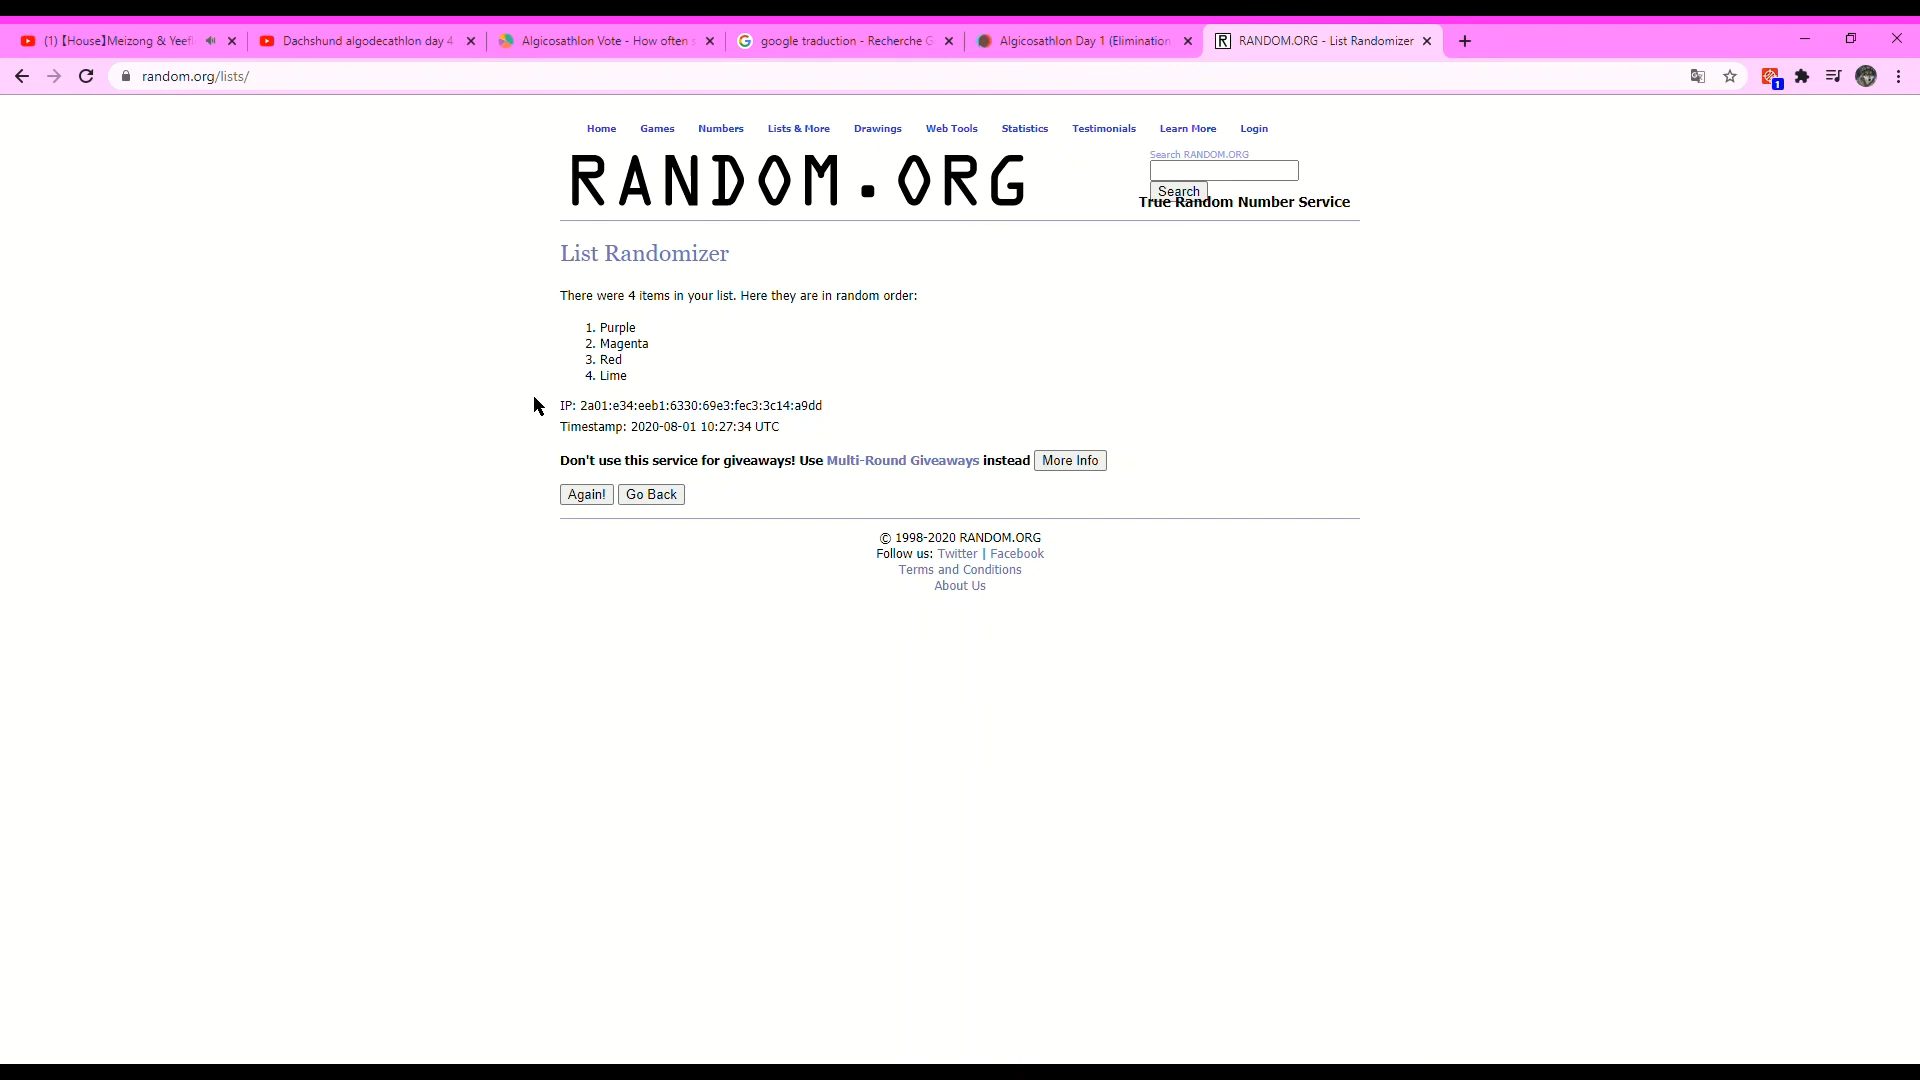 (1) 【House】Meizong & Yeef
Dachshund algodecathlon day 4
Algicosathlon Vote - How often
google traduction - Recherche G
Algicosathlon Day 1 (Elimination
RANDOM.ORG - List Randomizer
random.org/lists/
1
Home Games Numbers Lists & More Drawings Web Tools Statistics Testimonials Learn More Login
RANDOM.ORG
Search RANDOM.ORG
Search
True Random Number Service
List Randomizer
There were 4 items in your list. Here they are in random order:
1. Purple
2. Magenta
3. Red
4. Lime
IP: 2a01:e34:eeb1:6330:69e3:fec3:3c14:a9dd
Timestamp: 2020-08-01 10:27:34 UTC
Don't use this service for giveaways! Use Multi-Round Giveaways instead More Info
Again! Go Back
© 1998-2020 RANDOM.ORG
Follow us: Twitter | Facebook
Terms and Conditions
About Us